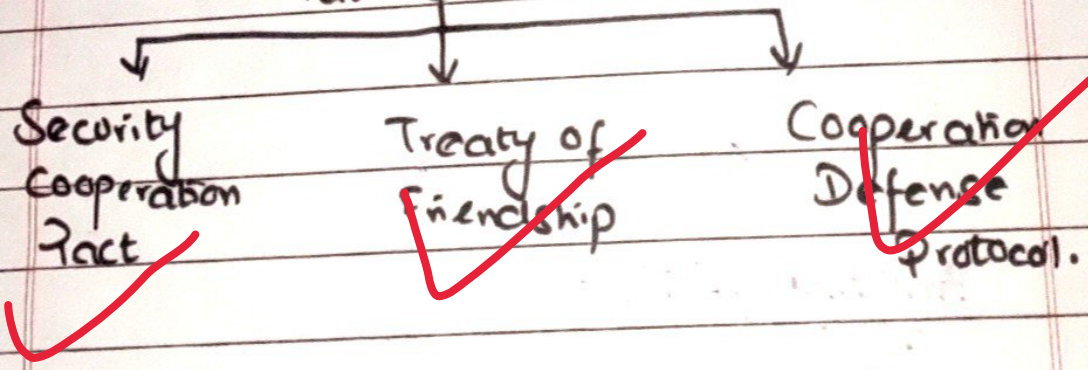 Security
Cooperation
Pact
Treaty of
Friendship
Cooperation
Defense
Protocol.